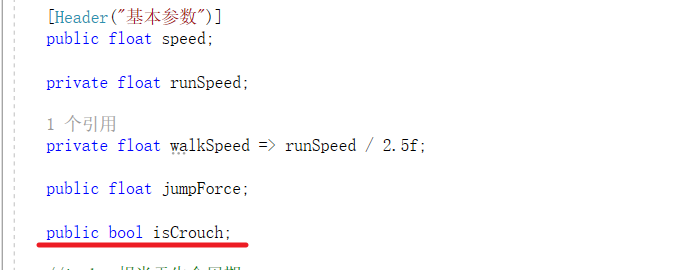 [Header("基本参数")]
public float speed;
private float runSpeed;
1 个引用
private float walkSpeed => runSpeed / 2.5f;
public float jumpForce;
public bool isCrouch;